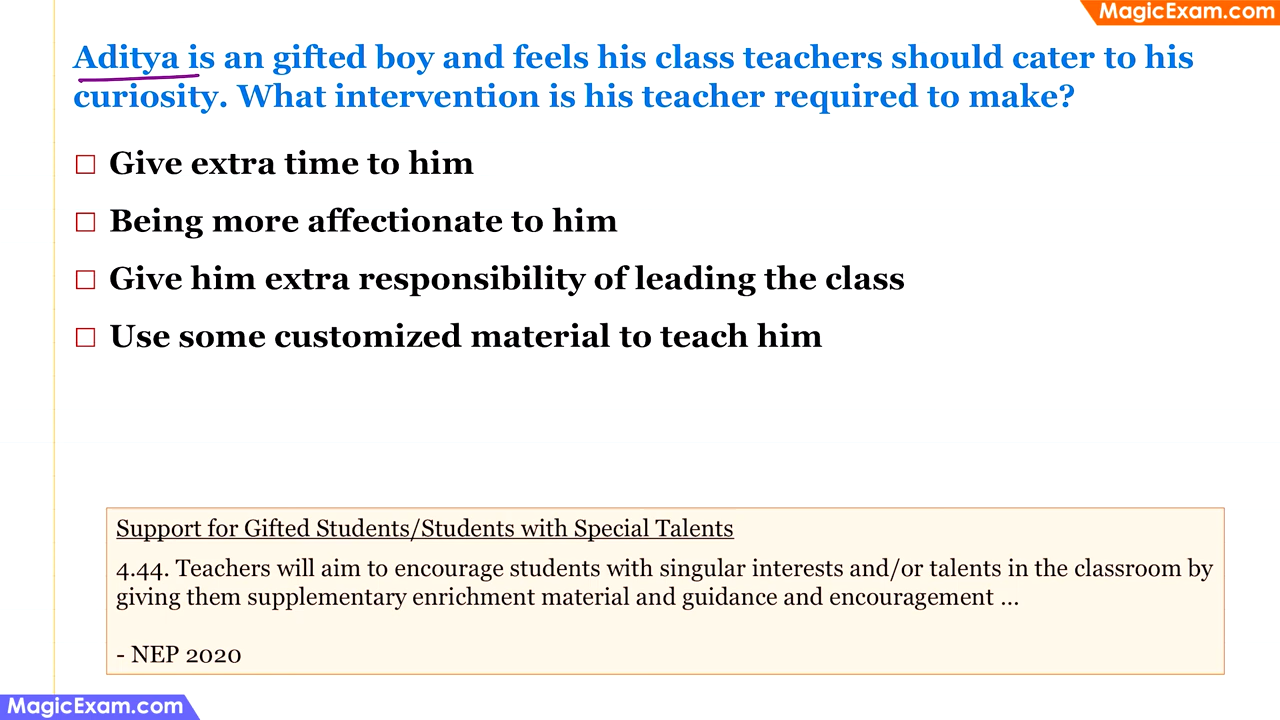 MagicExam.com
Aditya is an gifted boy and feels his class teachers should cater to his
curiosity. What intervention is his teacher required to make?
Give extra time to him
Being more affectionate to him
Give him extra responsibility of leading the class
Use some customized material to teach him
Support for Gifted Students/Students with Special Talents
4.44. Teachers will aim to encourage students with singular interests and/or talents in the classroom by
giving them supplementary enrichment material and guidance and encouragement ...
- NEP 2020
MagicExam.com